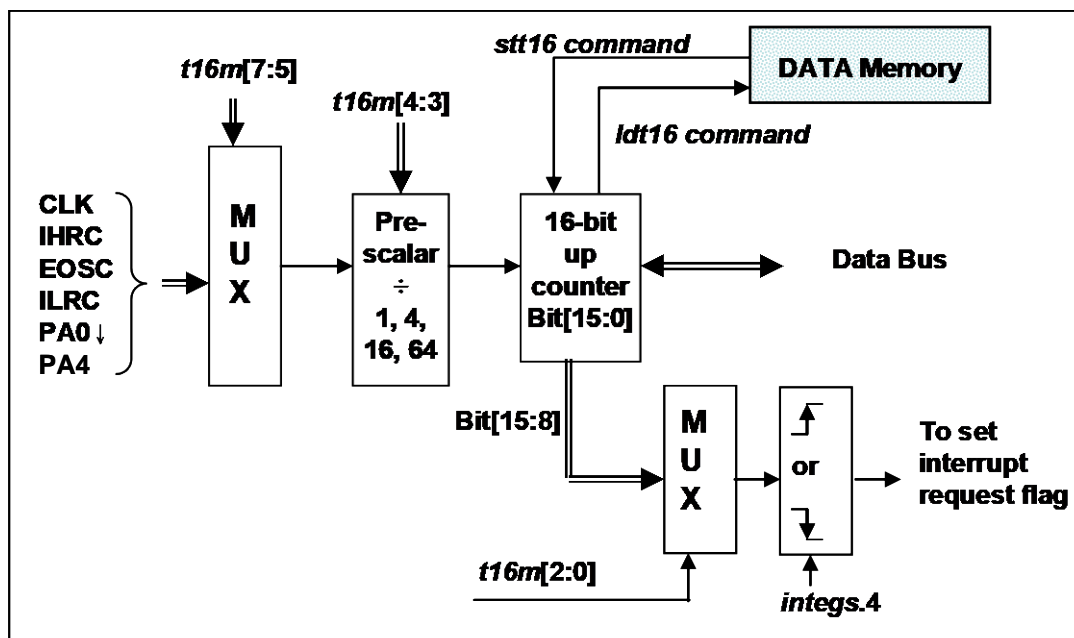 stt16 command
DATA Memory
t16m[7:5]
t16m[4:3]
ldt16 command
CLK
IHRC
EOSC
ILRC
PA0↓
PA4
M
U
X
Pre-
scalar
÷
1, 4,
16, 64
16-bit
up
counter
Bit[15:0]
Data Bus
Bit[15:8]
M
U
X
or
To set
interrupt
request flag
t16m[2:0]
integs.4